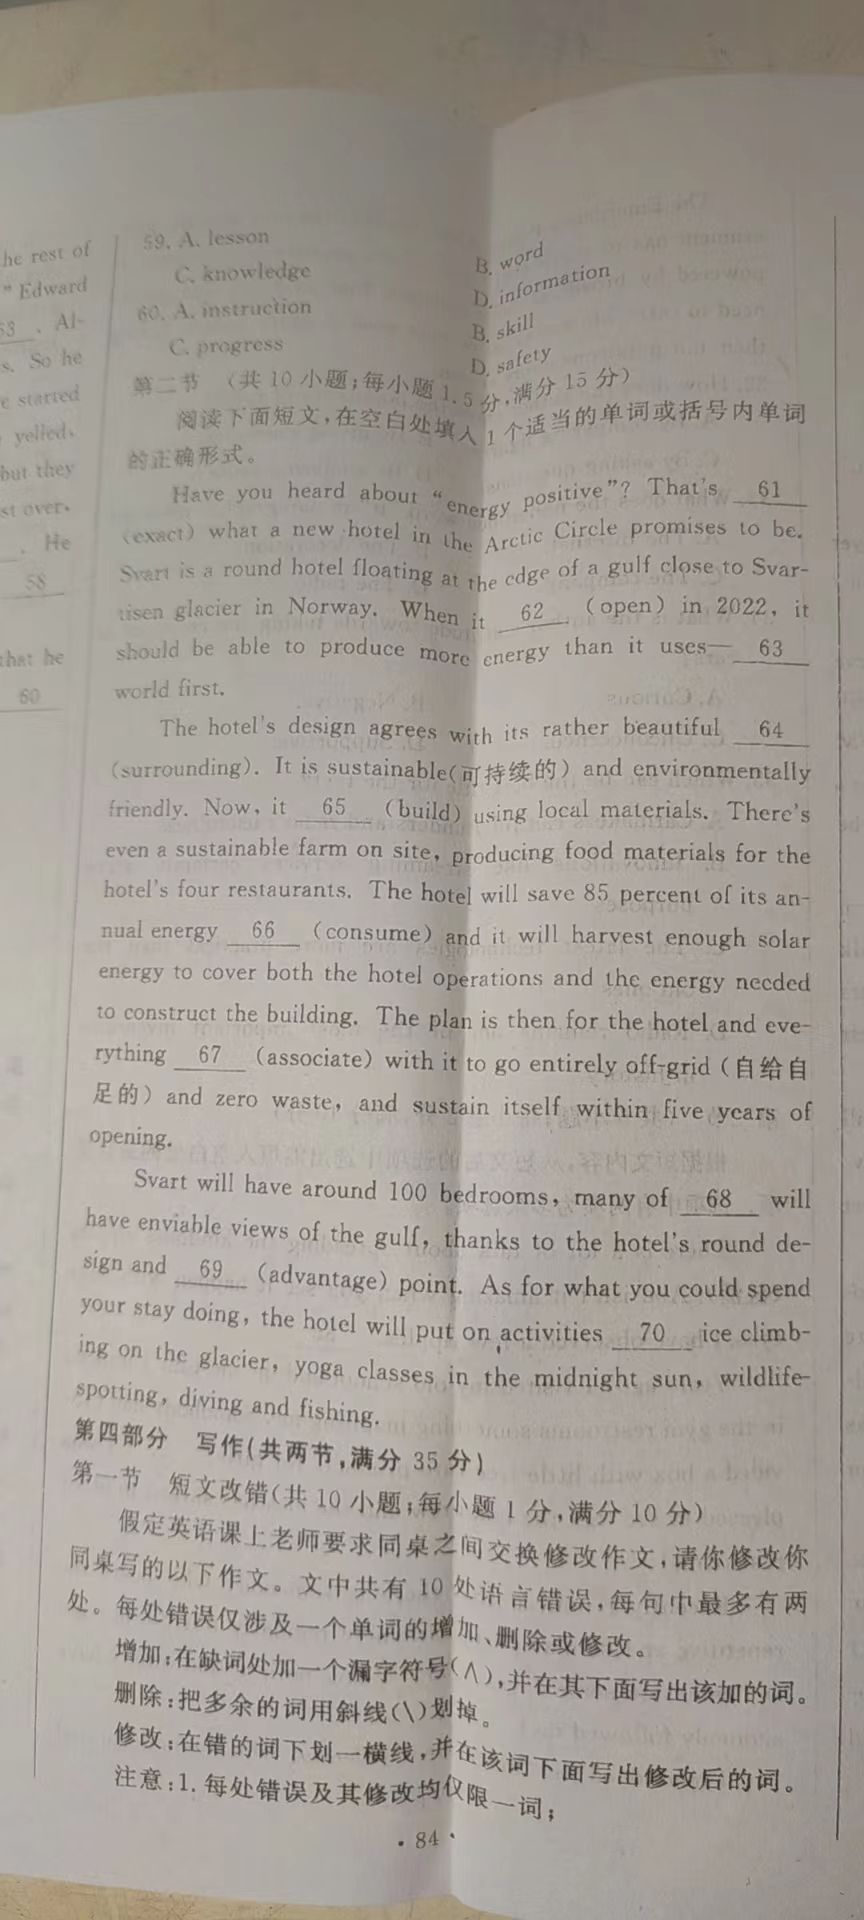 he rest of
" Edward
. Al-
s. So he
e started
yelled,
but they
st over,
. He
58
that he
60
59. A. lesson
B. word
C. knowledge
D. information
60. A. instruction
B. skill
C. progress
D. safety
第二节 (共10小题;每小题1.5分,满分15分)
阅读下面短文,在空白处填入1个适当的单词或括号内单词
的正确形式。
Have you heard about "energy positive"? That's 61
(exact) what a new hotel in the Arctic Circle promises to be.
Svart is a round hotel floating at the edge of a gulf close to Svar-
tisen glacier in Norway. When it 62 (open) in 2022, it
should be able to produce more energy than it uses— 63
world first.
The hotel's design agrees with its rather beautiful 64
(surrounding). It is sustainable(可持续的) and environmentally
friendly. Now, it 65 (build) using local materials. There's
even a sustainable farm on site, producing food materials for the
hotel's four restaurants. The hotel will save 85 percent of its an-
nual energy 66 (consume) and it will harvest enough solar
energy to cover both the hotel operations and the energy needed
to construct the building. The plan is then for the hotel and eve-
rything 67 (associate) with it to go entirely off-grid (自给自
足的) and zero waste, and sustain itself within five years of
opening.
Svart will have around 100 bedrooms, many of 68 will
have enviable views of the gulf, thanks to the hotel's round de-
sign and 69 (advantage) point. As for what you could spend
your stay doing, the hotel will put on activities 70 ice climb-
ing on the glacier, yoga classes in the midnight sun, wildlife-
spotting, diving and fishing.
第四部分 写作(共两节,满分35分)
第一节 短文改错(共10小题;每小题1分,满分10分)
假定英语课上老师要求同桌之间交换修改作文,请你修改你
同桌写的以下作文。文中共有10处语言错误,每句中最多有两
处。每处错误仅涉及一个单词的增加、删除或修改。
增加:在缺词处加一个漏字符号(∧),并在其下面写出该加的词。
删除:把多余的词用斜线(\)划掉。
修改:在错的词下划一横线,并在该词下面写出修改后的词。
注意:1. 每处错误及其修改均仅限一词;
· 84 ·